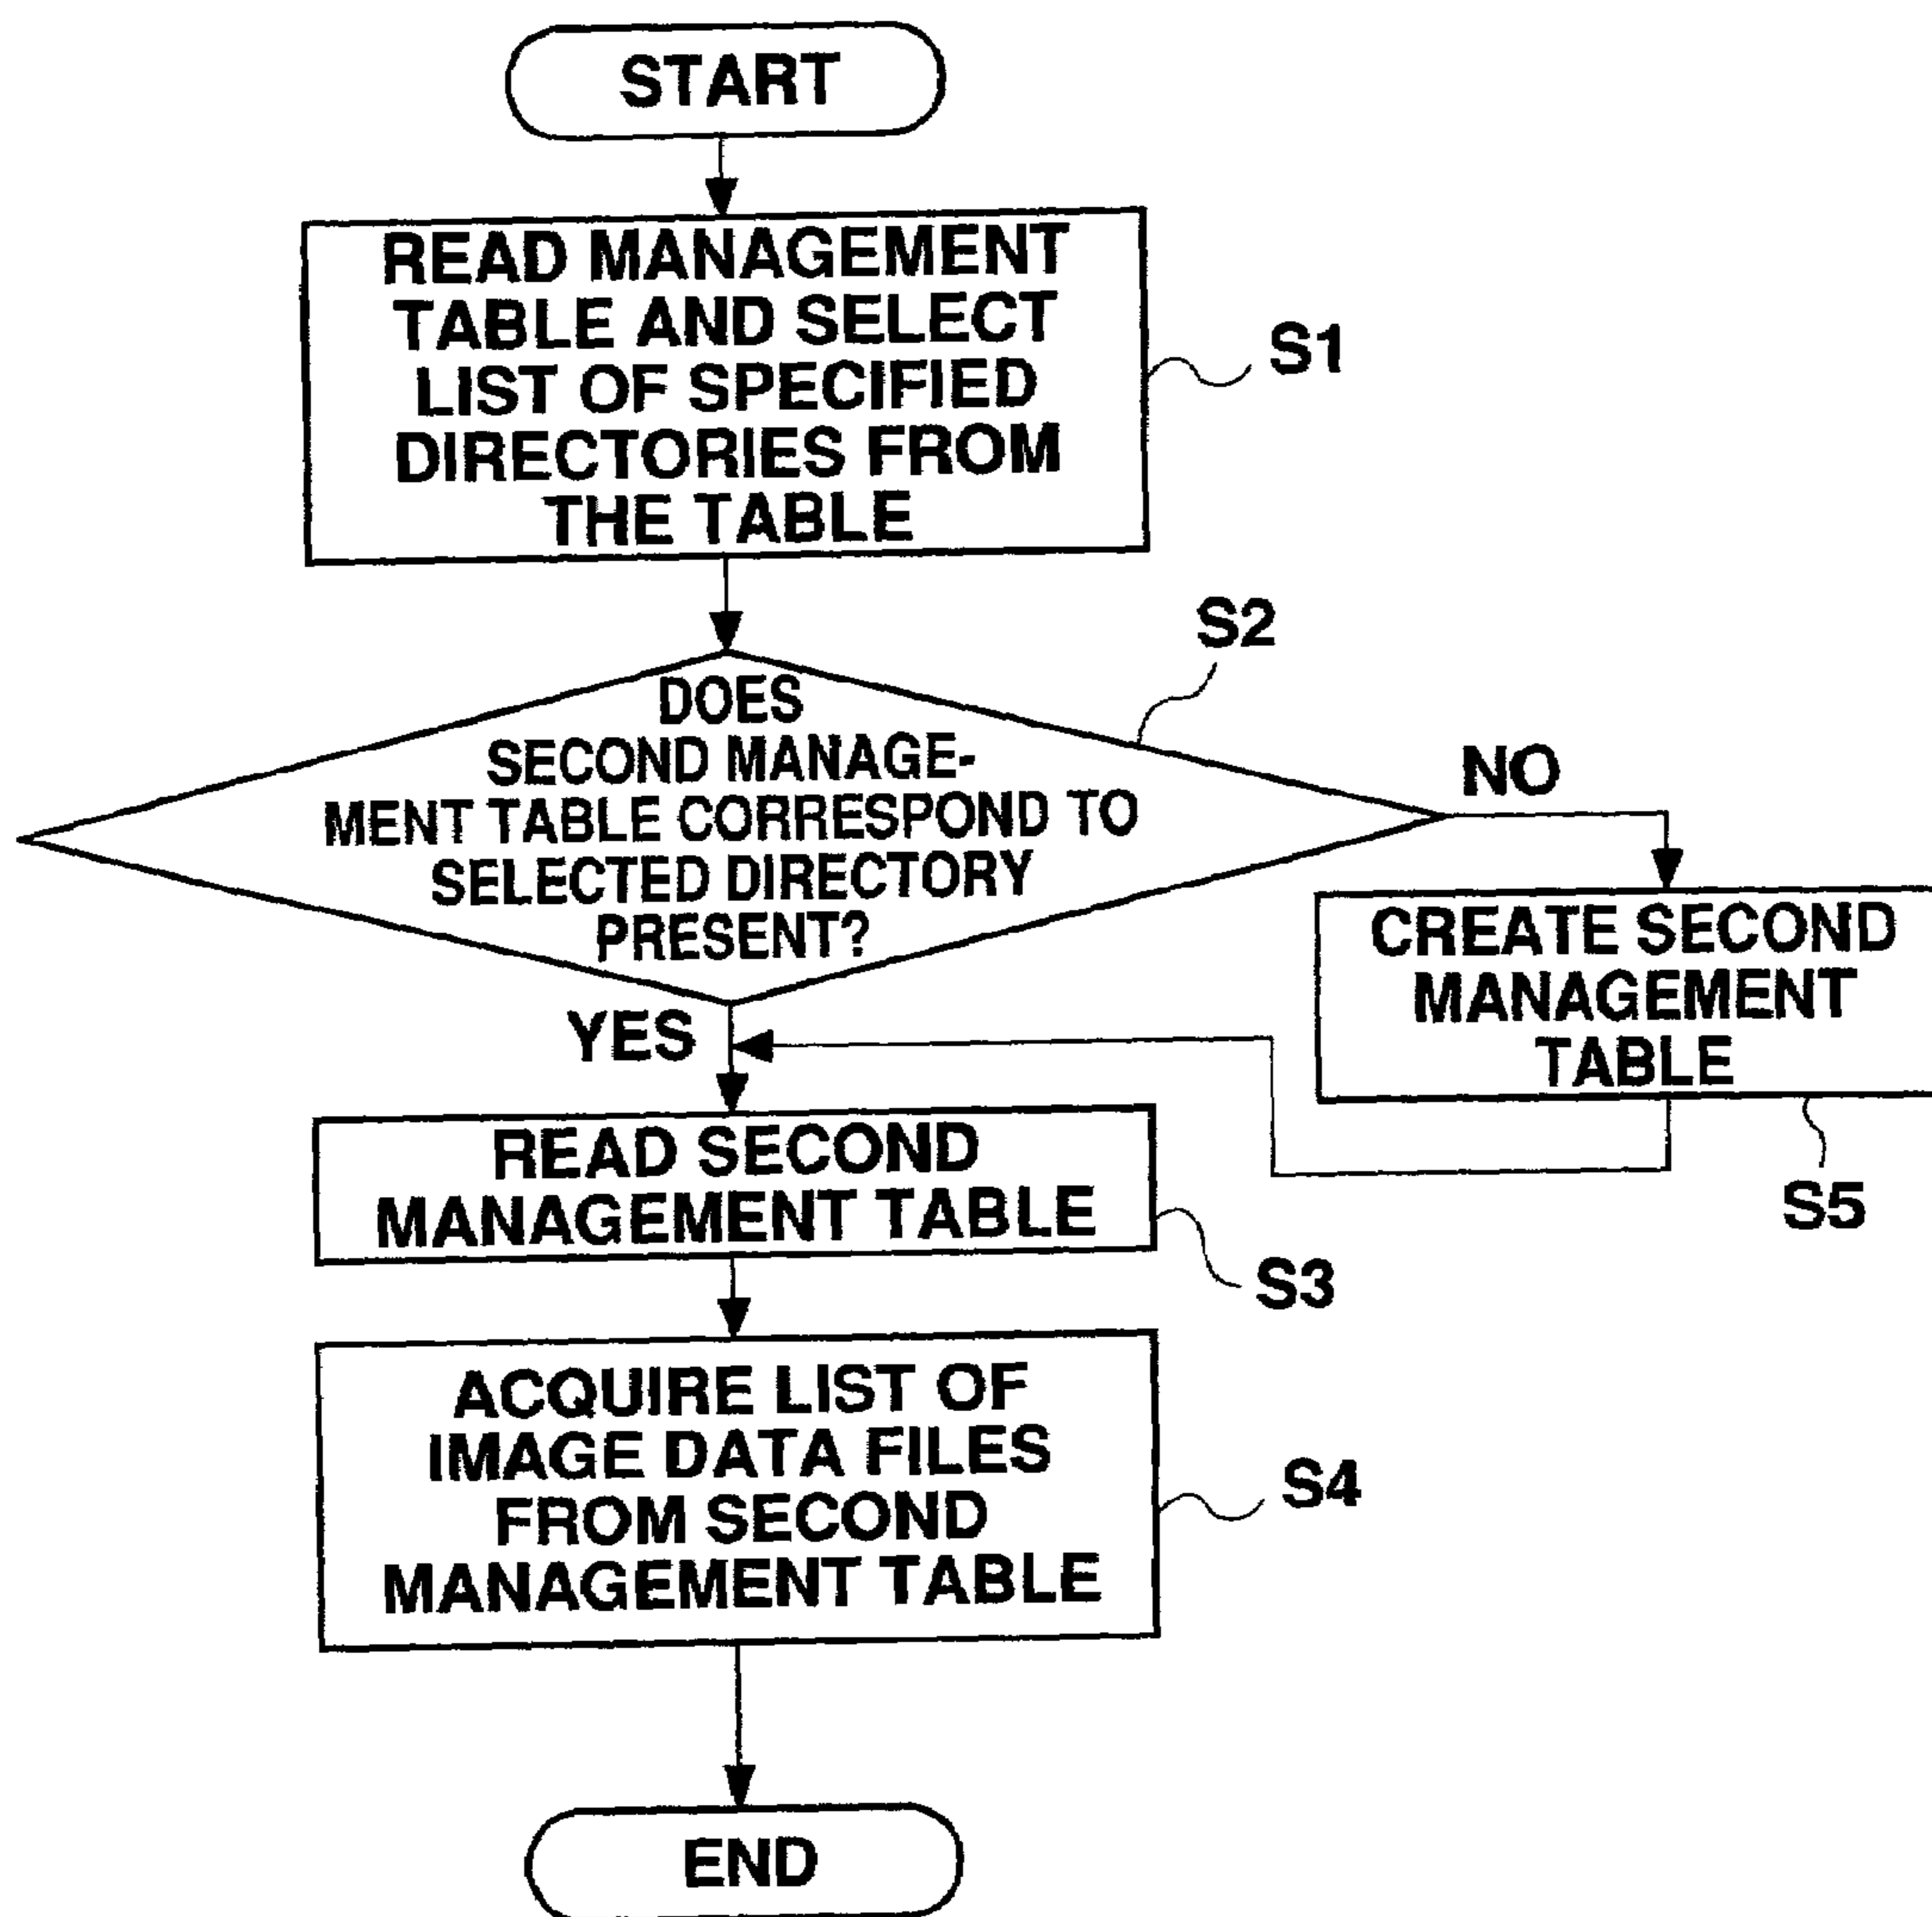 START
READ MANAGEMENT
TABLE AND SELECT
LIST OF SPECIFIED
DIRECTORIES FROM
THE TABLE
S1
S2
DOES
SECOND MANAGE-
MENT TABLE CORRESPOND TO
SELECTED DIRECTORY
PRESENT?
NO
CREATE SECOND
MANAGEMENT
TABLE
S5
YES
READ SECOND
MANAGEMENT TABLE
S3
ACQUIRE LIST OF
IMAGE DATA FILES
FROM SECOND
MANAGEMENT TABLE
S4
END